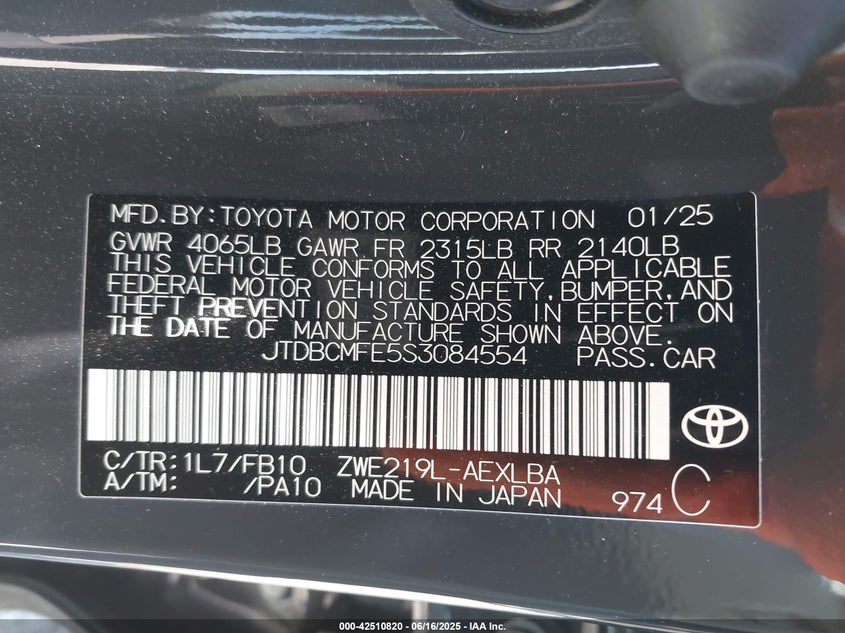 MFD.BY:TOYOTA MOTOR CORPORATION 01/25
GVWR 4065LB GAWR FR 2315LB RR 2140LB
THIS VEHICLE CONFORMS TO ALL APPLICABLE
FEDERAL MOTOR VEHICLE SAFETY,BUMPER,AND
THEFT PREVENTION STANDARDS IN EFFECT ON
THE DATE OF MANUFACTURE SHOWN ABOVE.
JTDBCMFE5S3084554 PASS.CAR
C/TR:1L7/FB10 ZWE219L-AEXLBA
A/TM: /PA10 MADE IN JAPAN 974 C
000-42510820 - 06/16/2025 - IAA Inc.